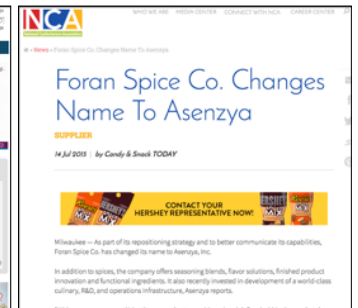 NCA
WHO WE ARE MEDIA CENTER CONNECT WITH NCA CAREER CENTER
» News » Foran Spice Co. Changes Name To Asenzya
Foran Spice Co. Changes
Name To Asenzya
SUPPLIER
14 Jul 2015 | by Candy & Snack TODAY
CONTACT YOUR
HERSHEY REPRESENTATIVE NOW!
Milwaukee — As part of its repositioning strategy and to better communicate its capabilities,
Foran Spice Co. has changed its name to Asenzya, Inc.
In addition to spices, the company offers seasoning blends, flavor solutions, finished product
innovation and functional ingredients. It also recently invested in development of a world-class
culinary, R&D, and operations infrastructure, Asenzya reports.